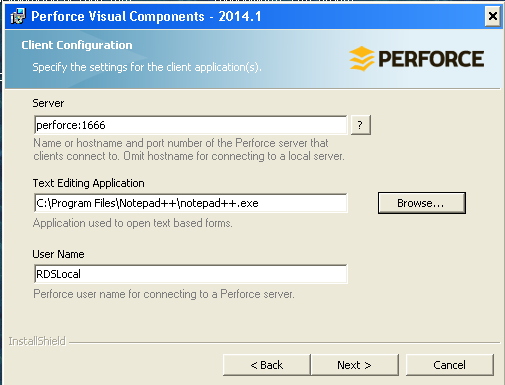 Perforce Visual Components - 2014.1
Client Configuration
Specify the settings for the client application(s).
PERFORCE
Server
perforce:1666
?
Name or hostname and port number of the Perforce server that
clients connect to. Omit hostname for connecting to a local server.
Text Editing Application
C:\Program Files\Notepad++\notepad++.exe
Browse...
Application used to open text based forms.
User Name
RDSLocal
Perforce user name for connecting to a Perforce server.
InstallShield
< Back
Next >
Cancel